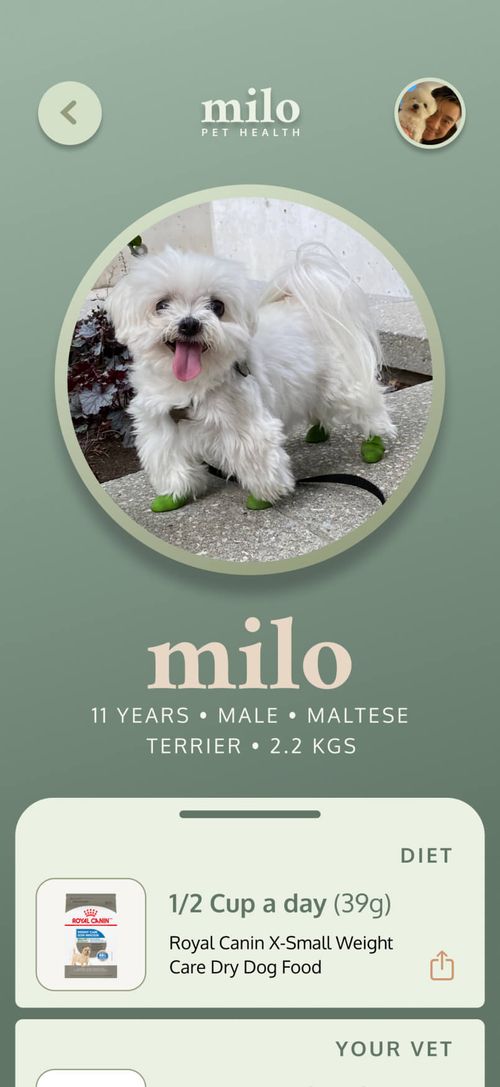 milo
PET HEALTH
milo
11 YEARS • MALE • MALTESE
TERRIER • 2.2 KGS
DIET
1/2 Cup a day (39g)
ROYAL CANIN
Royal Canin X-Small Weight
Care Dry Dog Food
YOUR VET